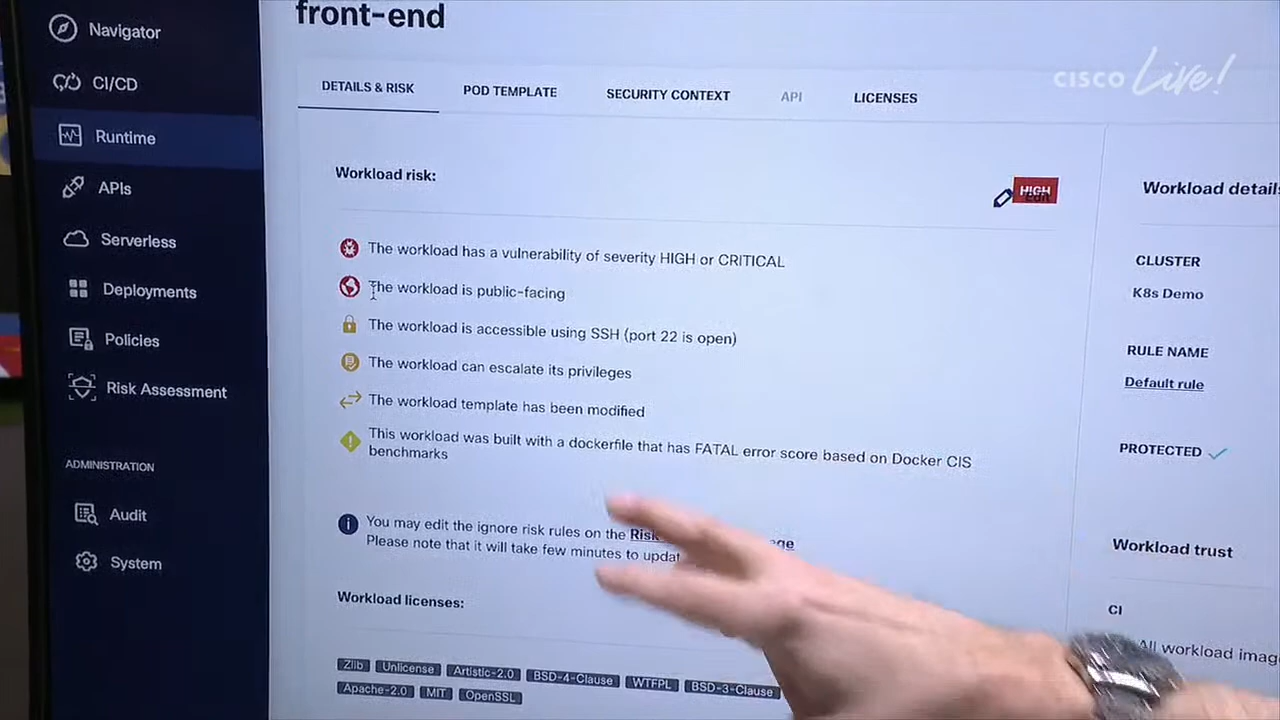 front-end
CISCO Live!
Navigator
CI/CD
Runtime
APIs
Serverless
Deployments
Policies
Risk Assessment
ADMINISTRATION
Audit
System
DETAILS & RISK
POD TEMPLATE
SECURITY CONTEXT
API
LICENSES
Workload risk:
HIGH
Edit
The workload has a vulnerability of severity HIGH or CRITICAL
The workload is public-facing
The workload is accessible using SSH (port 22 is open)
The workload can escalate its privileges
The workload template has been modified
This workload was built with a dockerfile that has FATAL error score based on Docker CIS
benchmarks
You may edit the ignore risk rules on the
Please note that it will take few minutes to
Workload licenses:
Zlib Unlicense Artistic-2.0 BSD-4-Clause WTFPL BSD-3-Clause
Apache-2.0 MIT OpenSSL
Workload details
CLUSTER
K8s Demo
RULE NAME
Default rule
PROTECTED
Workload trust
CI
All workload